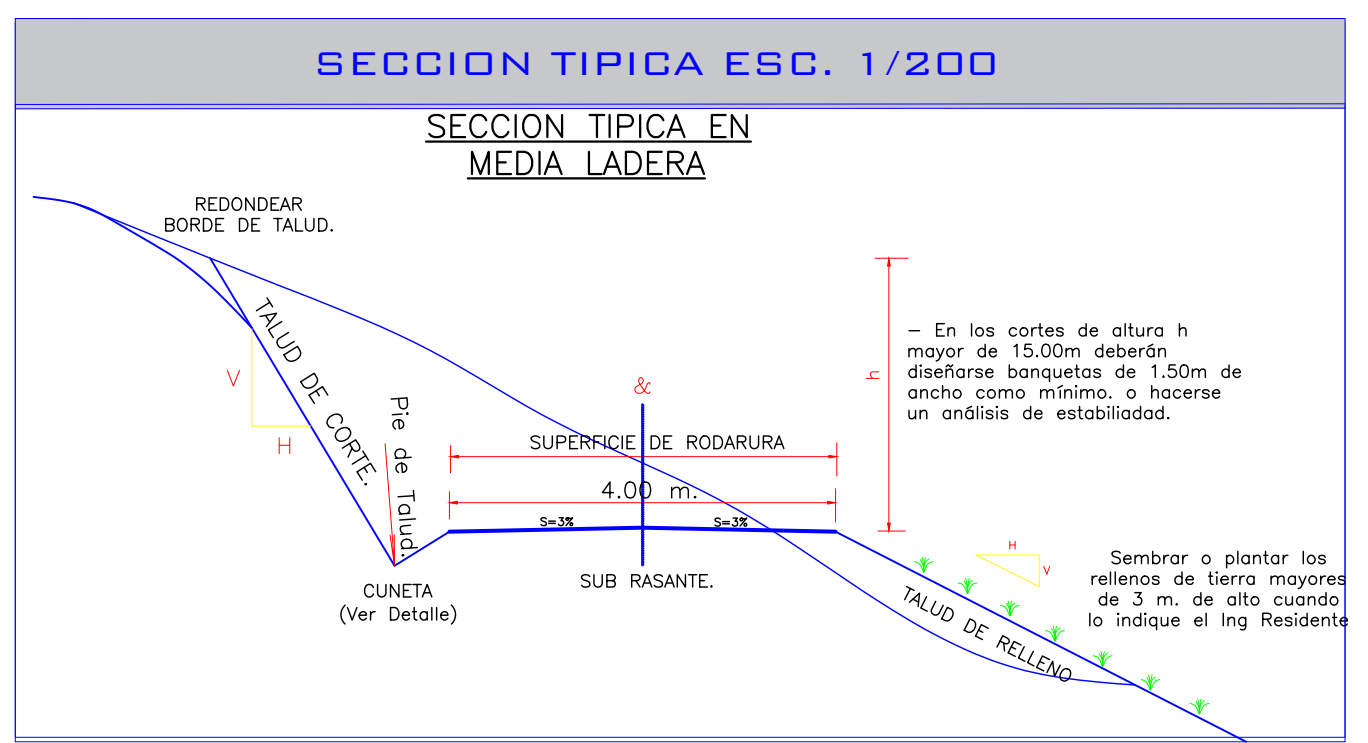 SECCION TIPICA ESC. 1/200
SECCION TIPICA EN
MEDIA LADERA
REDONDEAR
BORDE DE TALUD.
TALUD DE CORTE.
V
H
Pie de Talud.
CUNETA
(Ver Detalle)
&
SUPERFICIE DE RODARURA
4.00 m.
S=3%
S=3%
SUB RASANTE.
h
– En los cortes de altura h
mayor de 15.00m deberán
diseñarse banquetas de 1.50m de
ancho como mínimo. o hacerse
un análisis de estabiliadad.
H
V
TALUD DE RELLENO
Sembrar o plantar los
rellenos de tierra mayores
de 3 m. de alto cuando
lo indique el Ing Residente